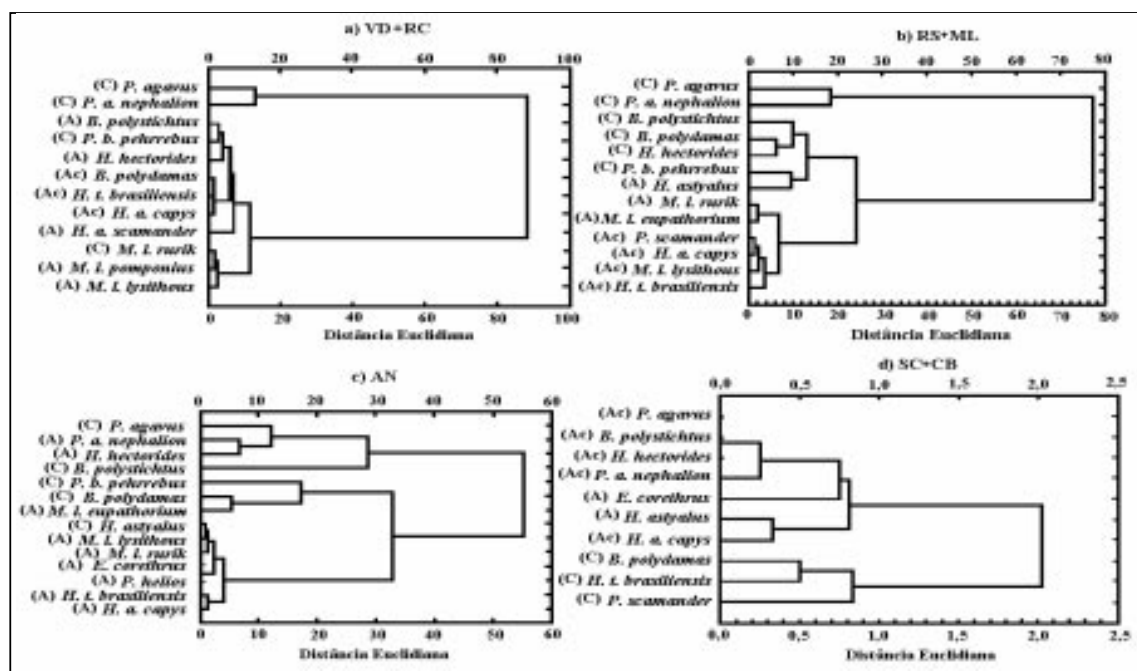 a) VD+RC
0 20 40 60 80 100
(C) P. agavus
(C) P. a. nephalion
(A) B. polystichtus
(C) P. b. pehrrebus
(A) H. hectorides
(Ac) B. polydamas
(Ac) H. t. brasiliensis
(Ac) H. a. capys
(A) H. a. scamander
(C) M. l. rurik
(A) M. l. pomponius
(A) M. l. lysithous
0 20 40 60 80 100
Distância Euclidiana
b) RS+ML
0 10 20 30 40 50 60 70 80
(C) P. agavus
(C) P. a. nephalion
(C) B. polystichtus
(C) B. polydamas
(C) H. hectorides
(C) P. b. pehrrebus
(A) H. astyalus
(A) M. l. rurik
(A) M. l. eupathorium
(Ac) P. scamander
(Ac) H. a. capys
(Ac) M. l. lysithous
(Ac) H. t. brasiliensis
0 10 20 30 40 50 60 70 80
Distância Euclidiana
c) AN
0 10 20 30 40 50 60
(C) P. agavus
(A) P. a. nephalion
(A) H. hectorides
(C) B. polystichtus
(C) P. b. pehrrebus
(C) B. polydamas
(A) M. l. eupathorium
(C) H. astyalus
(A) M. l. lysithous
(A) M. l. rurik
(A) E. corethrus
(A) P. helios
(A) H. t. brasiliensis
(A) H. a. capys
0 10 20 30 40 50 60
Distância Euclidiana
d) SC+CB
0,0 0,5 1,0 1,5 2,0 2,5
(Ac) P. agavus
(Ac) B. polystichtus
(Ac) H. hectorides
(Ac) P. a. nephalion
(A) E. corethrus
(A) H. astyalus
(Ac) H. a. capys
(C) B. polydamas
(C) H. t. brasiliensis
(C) P. scamander
0,0 0,5 1,0 1,5 2,0 2,5
Distância Euclidiana